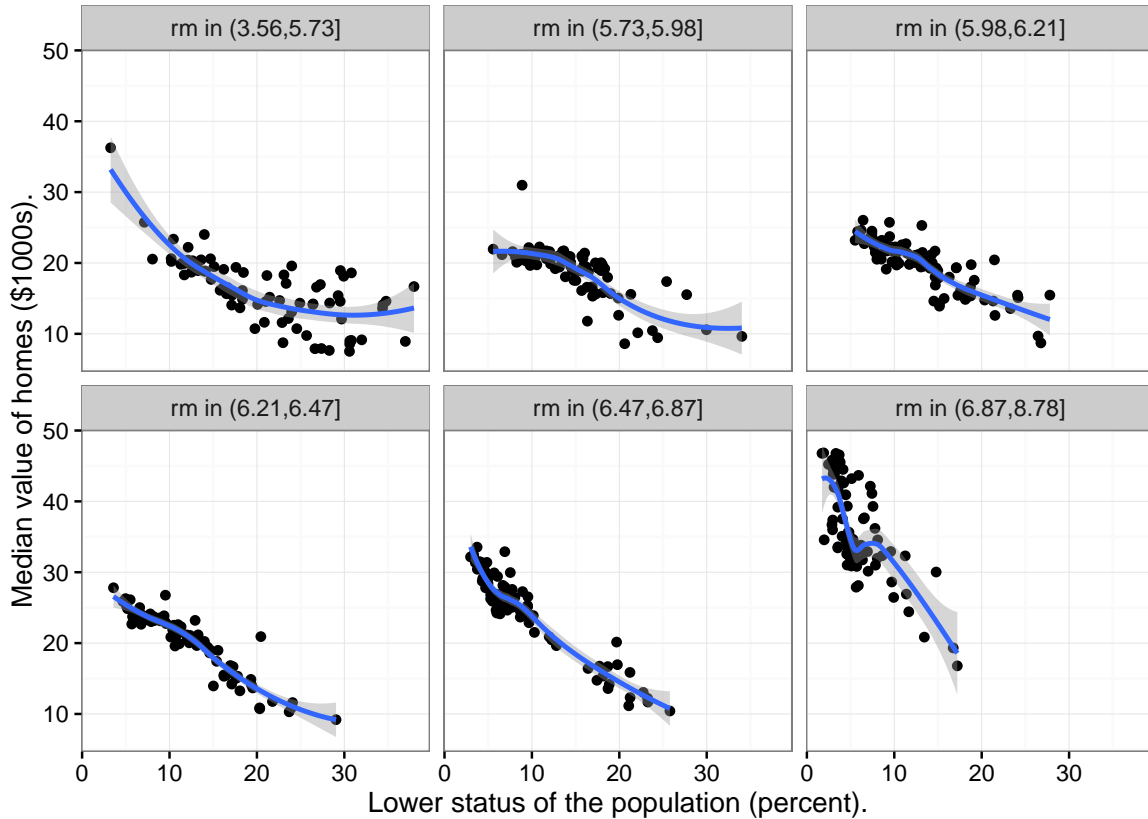 rm in (3.56,5.73]
rm in (5.73,5.98]
rm in (5.98,6.21]
50
40
30
20
10
rm in (6.21,6.47]
rm in (6.47,6.87]
rm in (6.87,8.78]
50
40
30
20
10
0 10 20 30 0 10 20 30 0 10 20 30
Lower status of the population (percent).
Median value of homes ($1000s).